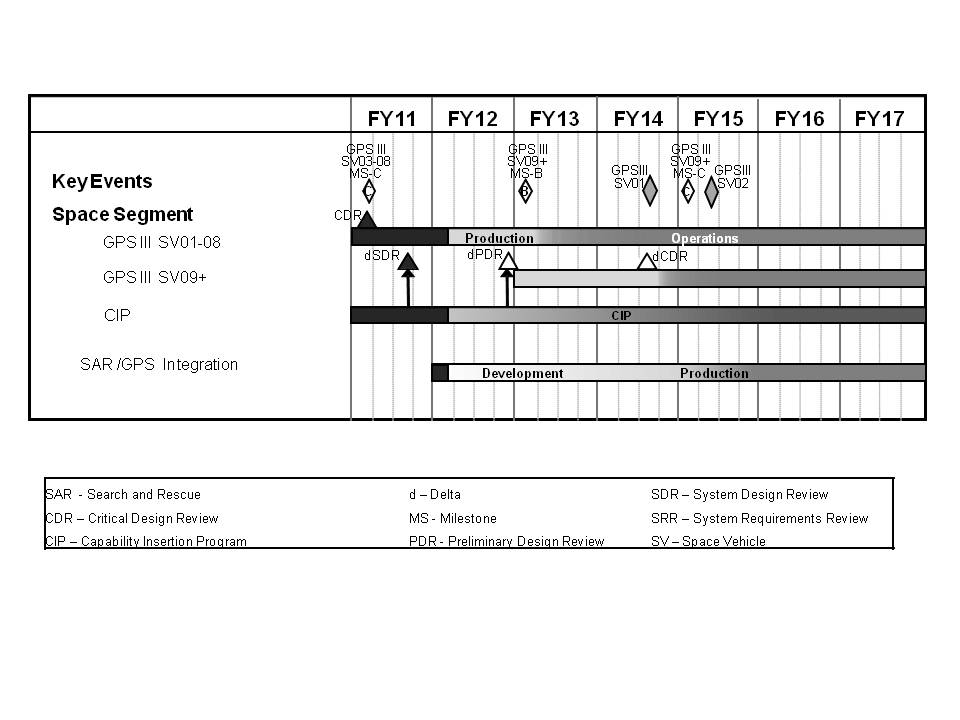 FY11 FY12 FY13 FY14 FY15 FY16 FY17
GPS III
SV03-08
MS-C
C
GPS III
SV09+
MS-B
B
GPSIII
SV01
GPS III
SV09+
MS-C
C
GPSIII
SV02
Key Events
Space Segment
CDR
GPS III SV01-08
Production
Operations
dSDR
dPDR
dCDR
GPS III SV09+
CIP
CIP
SAR /GPS Integration
Development
Production
SAR - Search and Rescue
d – Delta
SDR – System Design Review
CDR – Critical Design Review
MS - Milestone
SRR – System Requirements Review
CIP – Capability Insertion Program
PDR - Preliminary Design Review
SV – Space Vehicle